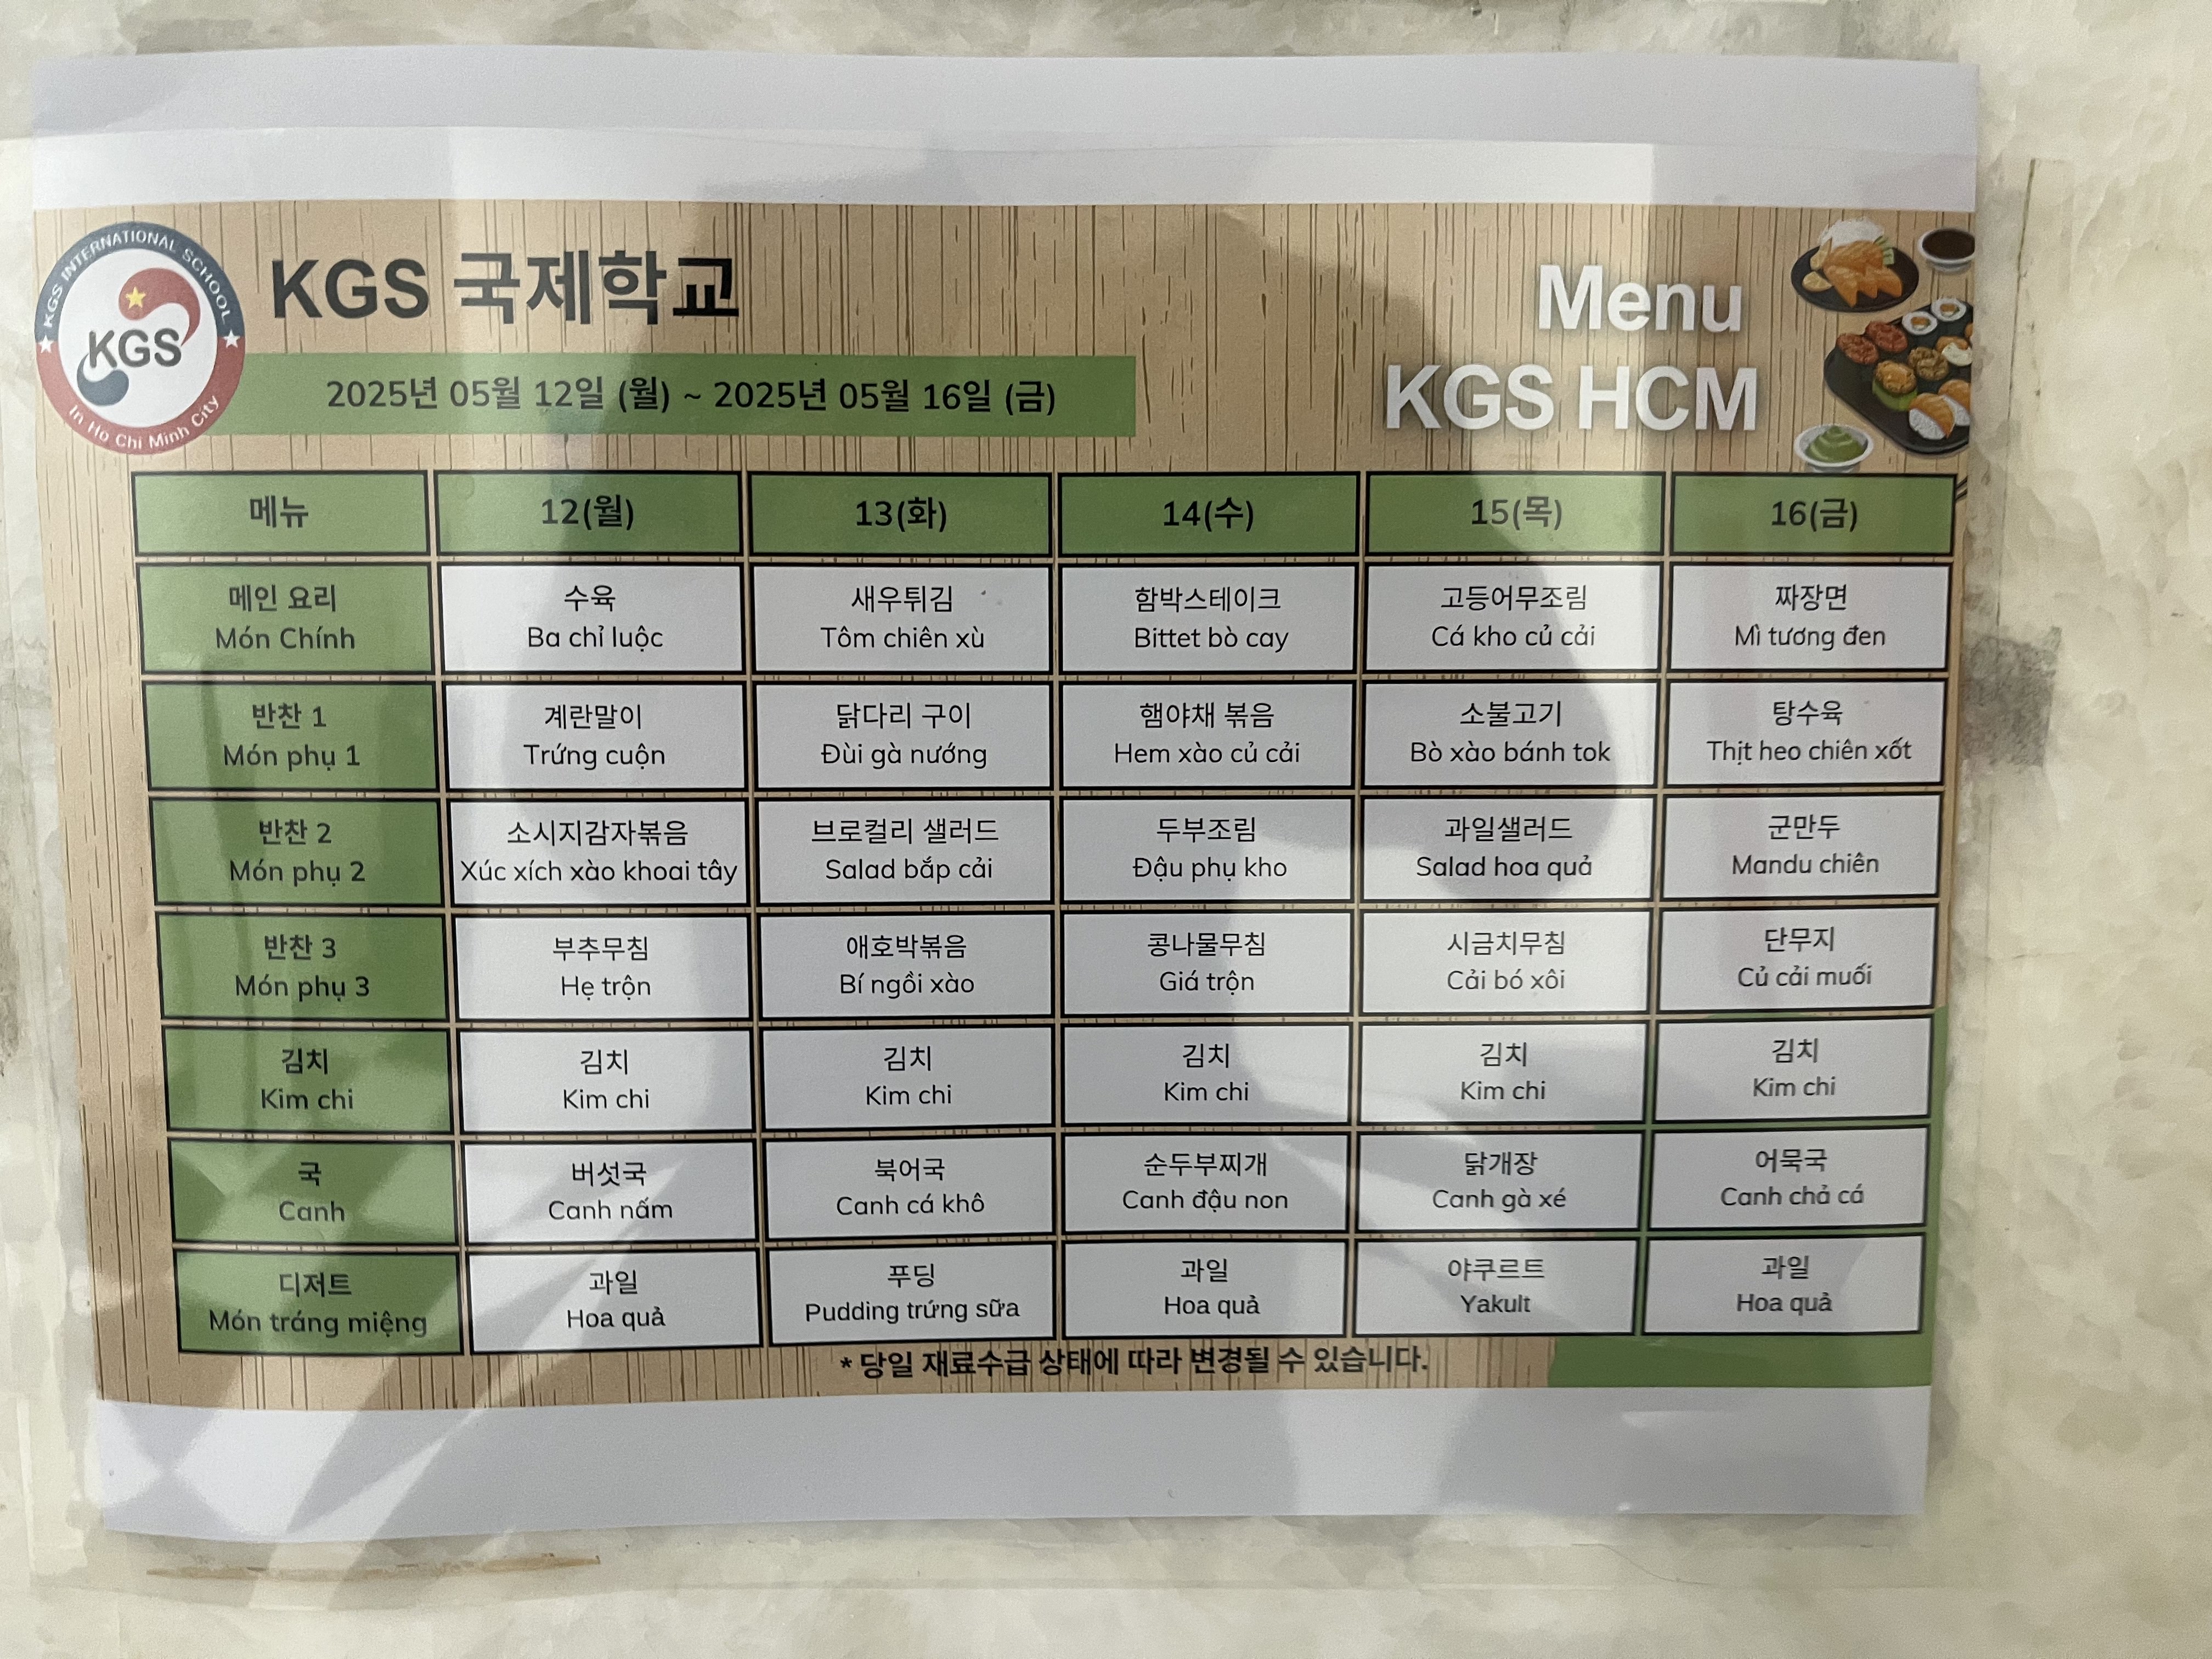 KGS INTERNATIONAL SCHOOL
KGS
In Ho Chi Minh City
KGS 국제학교
2025년 05월 12일 (월) ~ 2025년 05월 16일 (금)
Menu
KGS HCM
메뉴 12(월) 13(화) 14(수) 15(목) 16(금)
메인 요리 수육 새우튀김 함박스테이크 고등어무조림 짜장면
Món Chính Ba chỉ luộc Tôm chiên xù Bittet bò cay Cá kho củ cải Mì tương đen
반찬 1 계란말이 닭다리 구이 햄야채 볶음 소불고기 탕수육
Món phụ 1 Trứng cuộn Đùi gà nướng Hem xào củ cải Bò xào bánh tok Thịt heo chiên xốt
반찬 2 소시지감자볶음 브로컬리 샐러드 두부조림 과일샐러드 군만두
Món phụ 2 Xúc xích xào khoai tây Salad bắp cải Đậu phụ kho Salad hoa quả Mandu chiên
반찬 3 부추무침 애호박볶음 콩나물무침 시금치무침 단무지
Món phụ 3 Hẹ trộn Bí ngồi xào Giá trộn Cải bó xôi Củ cải muối
김치 김치 김치 김치 김치 김치
Kim chi Kim chi Kim chi Kim chi Kim chi Kim chi
국 버섯국 북어국 순두부찌개 닭개장 어묵국
Canh Canh nấm Canh cá khô Canh đậu non Canh gà xé Canh chả cá
디저트 과일 푸딩 과일 야쿠르트 과일
Món tráng miệng Hoa quả Pudding trứng sữa Hoa quả Yakult Hoa quả
* 당일 재료수급 상태에 따라 변경될 수 있습니다.